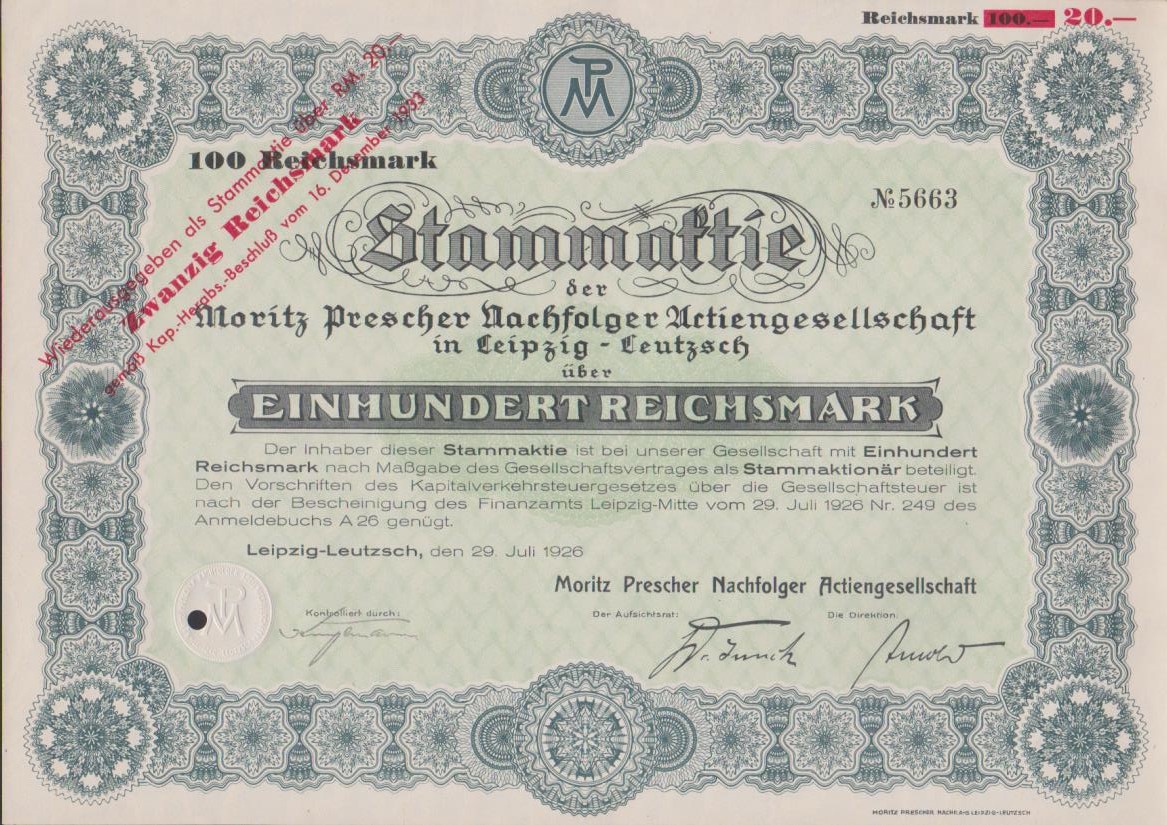 Reichsmark 100.— 20.—
PM
Wiederausgegeben als Stammaktie über RM. 20,—
Zwanzig Reichsmark
gemäß Kap.-Herabs.-Beschluß vom 16. Dezember 1933
100 Reichsmark
№ 5663
Stammaktie
der
Moritz Prescher Nachfolger Actiengesellschaft
in Leipzig - Leutzsch
über
EINHUNDERT REICHSMARK
Der Inhaber dieser Stammaktie ist bei unserer Gesellschaft mit Einhundert
Reichsmark nach Maßgabe des Gesellschaftsvertrages als Stammaktionär beteiligt.
Den Vorschriften des Kapitalverkehrsteuergesetzes über die Gesellschaftsteuer ist
nach der Bescheinigung des Finanzamts Leipzig-Mitte vom 29. Juli 1926 Nr. 249 des
Anmeldebuchs A 26 genügt.
Leipzig-Leutzsch, den 29. Juli 1926
Moritz Prescher Nachfolger Actiengesellschaft
Kontrolliert durch:
Der Aufsichtsrat:
Die Direktion.
Arnold
PM
MORITZ PRESCHER NACHF. A-G LEIPZIG-LEUTZSCH